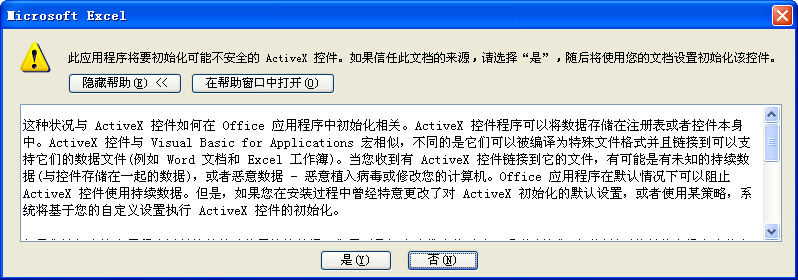 Microsoft Excel
此应用程序将要初始化可能不安全的 ActiveX 控件。如果信任此文档的来源,请选择“是”,随后将使用您的文档设置初始化该控件。
隐藏帮助(E) <<
在帮助窗口中打开(O)
这种状况与 ActiveX 控件如何在 Office 应用程序中初始化相关。ActiveX 控件程序可以将数据存储在注册表或者控件本身
中。ActiveX 控件与 Visual Basic for Applications 宏相似,不同的是它们可以被编译为特殊文件格式并且链接到可以支
持它们的数据文件(例如 Word 文档和 Excel 工作簿)。当您收到有 ActiveX 控件链接到它的文件,有可能是有未知的持续数
据(与控件存储在一起的数据),或者恶意数据 - 恶意植入病毒或修改您的计算机。Office 应用程序在默认情况下可以阻止
ActiveX 控件使用持续数据。但是,如果您在安装过程中曾经特意更改了对 ActiveX 初始化的默认设置,或者使用某策略,系
统将基于您的自定义设置执行 ActiveX 控件的初始化。
是(Y)
否(N)